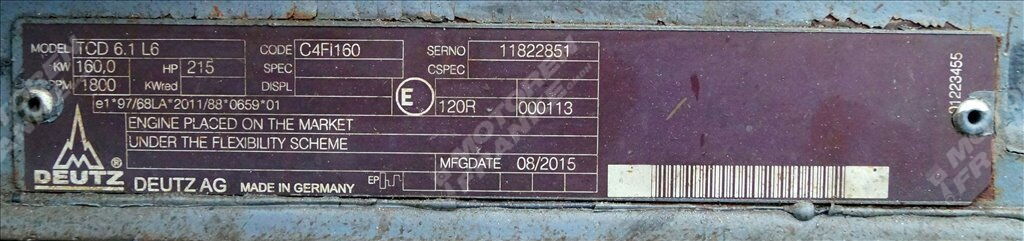 MODEL TCD 6.1 L6 CODE C4Fi160 SERNO 11822851
KW 160,0 HP 215 SPEC CSPEC
1800 KWred DISPL
e1*97/68LA*2011/88*0659*01 E 120R 000113
ENGINE PLACED ON THE MARKET
UNDER THE FLEXIBILITY SCHEME
MFGDATE 08/2015
DEUTZ ® DEUTZ AG MADE IN GERMANY EP
01223455
MOTOREN FRANKE